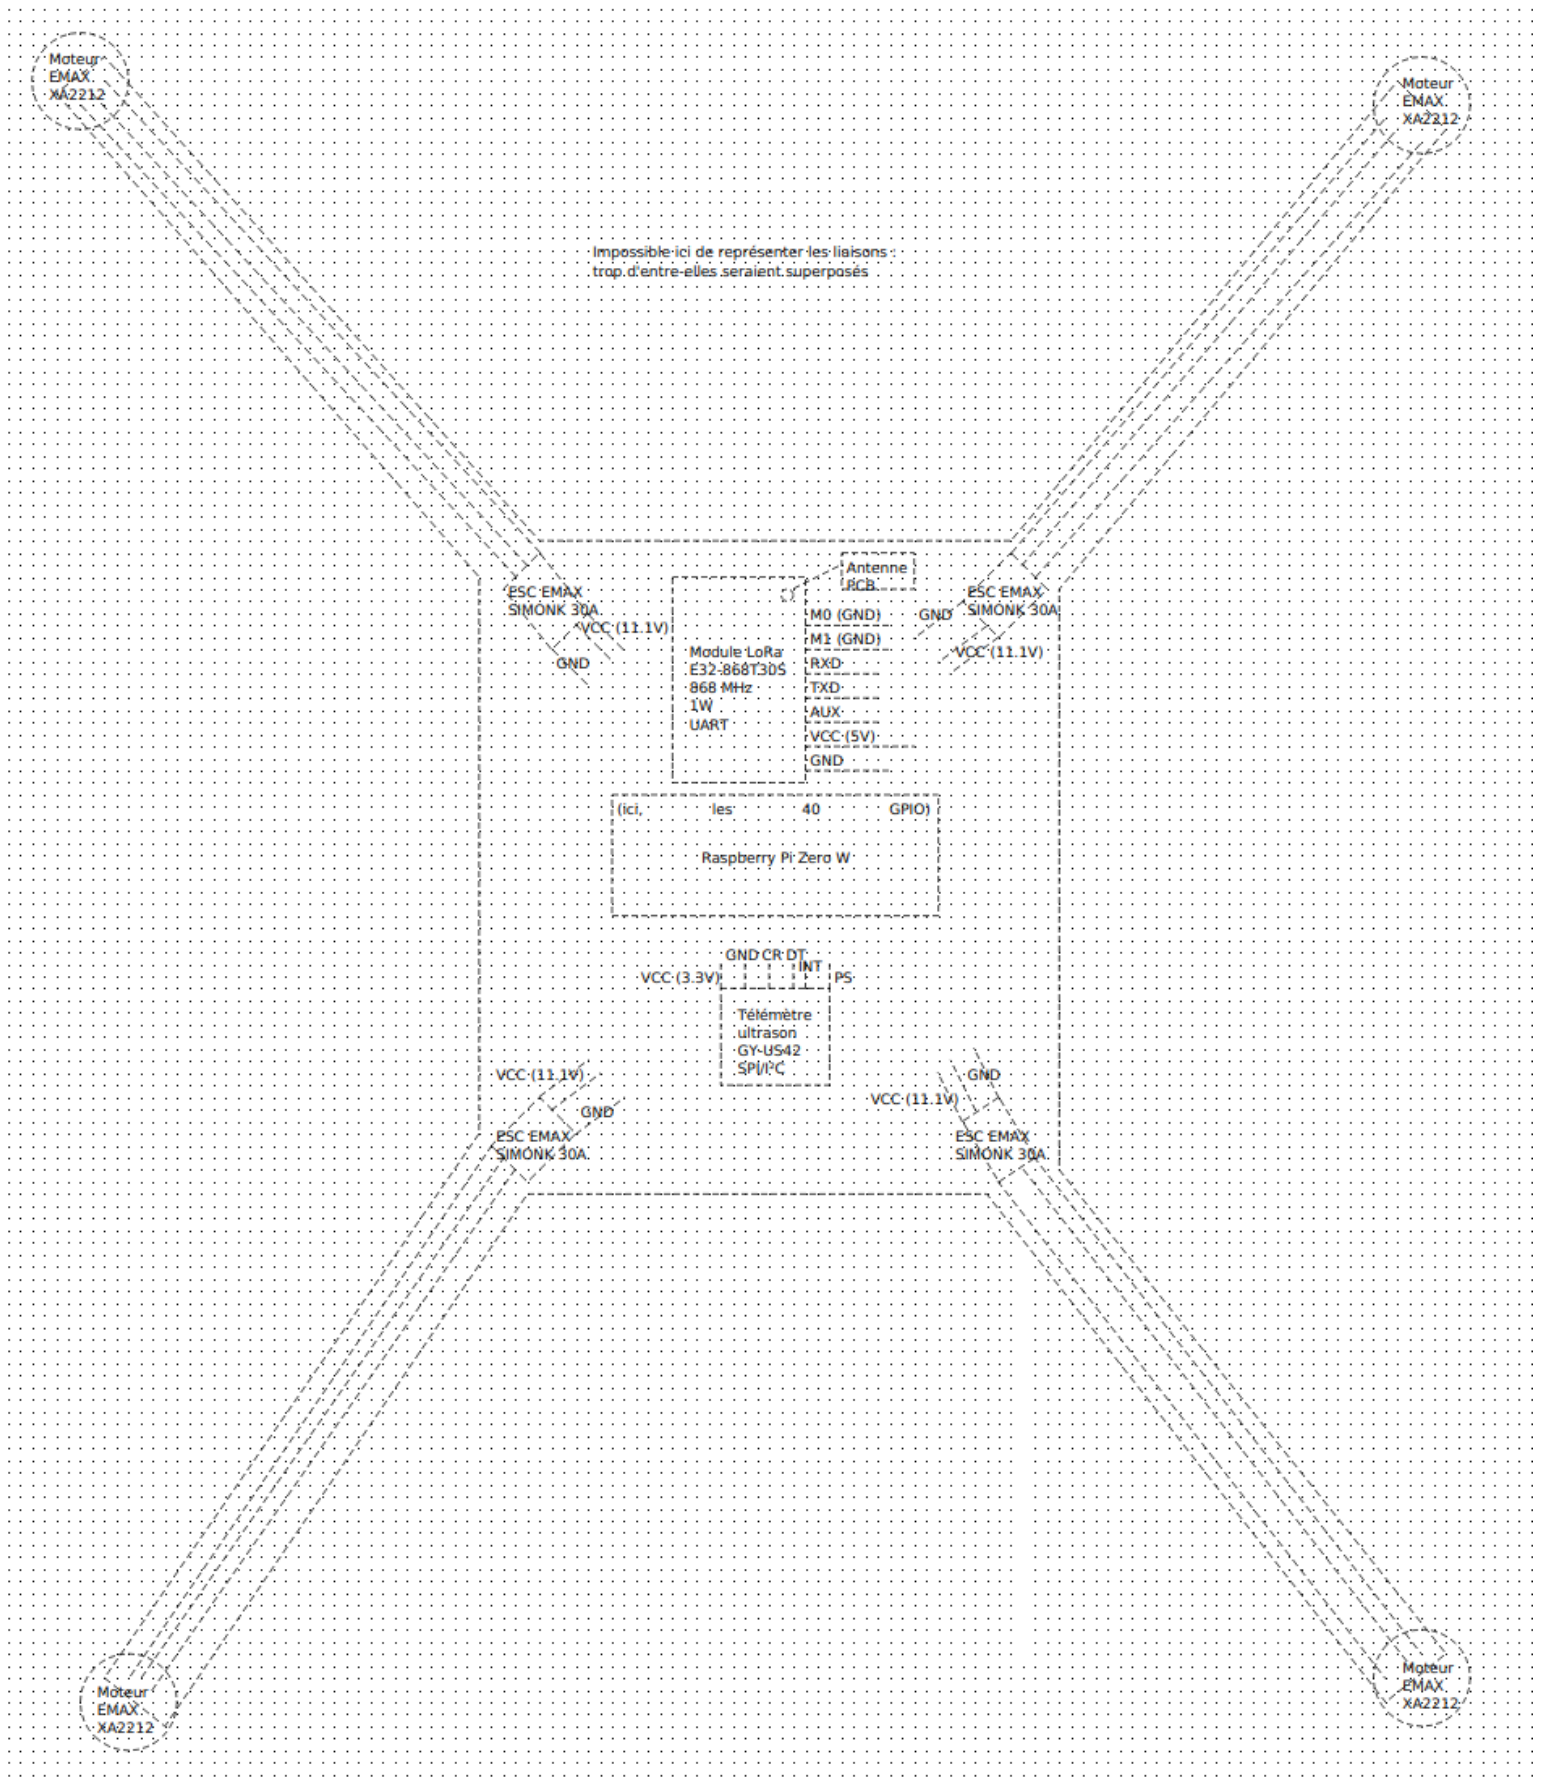 Moteur
EMAX
XA2212
Moteur
EMAX
XA2212
Impossible ici de représenter les liaisons :
trop d'entre-elles seraient superposés
Antenne
PCB
ESC EMAX
SIMONK 30A
VCC (11.1V)
GND
ESC EMAX
SIMONK 30A
GND
VCC (11.1V)
M0 (GND)
M1 (GND)
RXD
TXD
AUX
VCC (5V)
GND
Module LoRa
E32-868T30S
868 MHz
1W
UART
(ici, les 40 GPIO)
Raspberry Pi Zero W
GND CR DT
INT
VCC (3.3V)
PS
Télémètre
ultrason
GY-US42
SPI/I²C
VCC (11.1V)
GND
ESC EMAX
SIMONK 30A
GND
VCC (11.1V)
ESC EMAX
SIMONK 30A
Moteur
EMAX
XA2212
Moteur
EMAX
XA2212